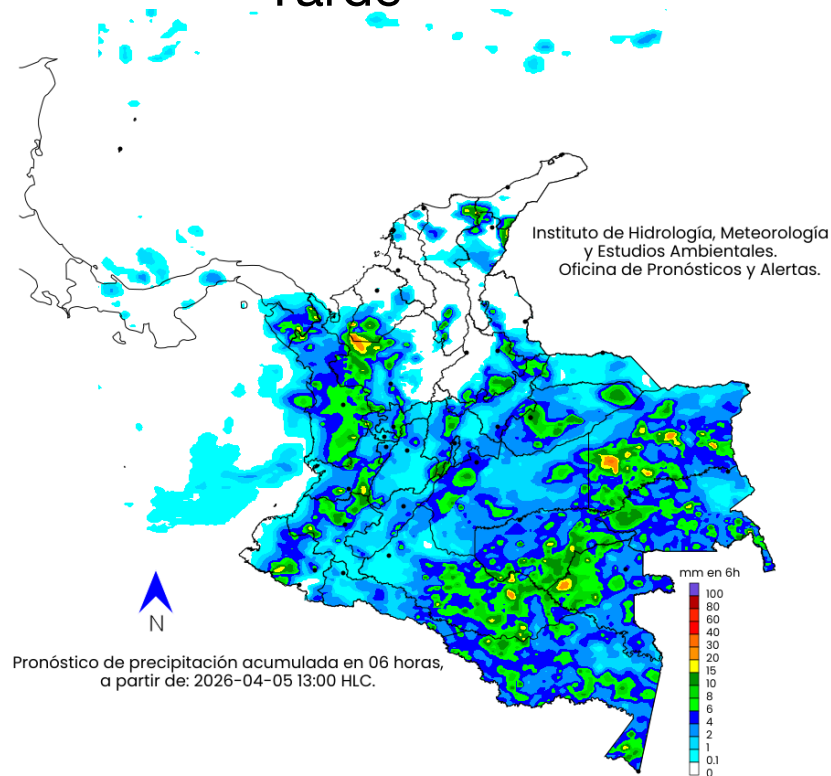 Tarde
Instituto de Hidrología, Meteorología
y Estudios Ambientales.
Oficina de Pronósticos y Alertas.
mm en 6h
100
80
60
40
30
20
15
10
8
6
4
2
1
0.1
0
N
Pronóstico de precipitación acumulada en 06 horas,
a partir de: 2026-04-05 13:00 HLC.